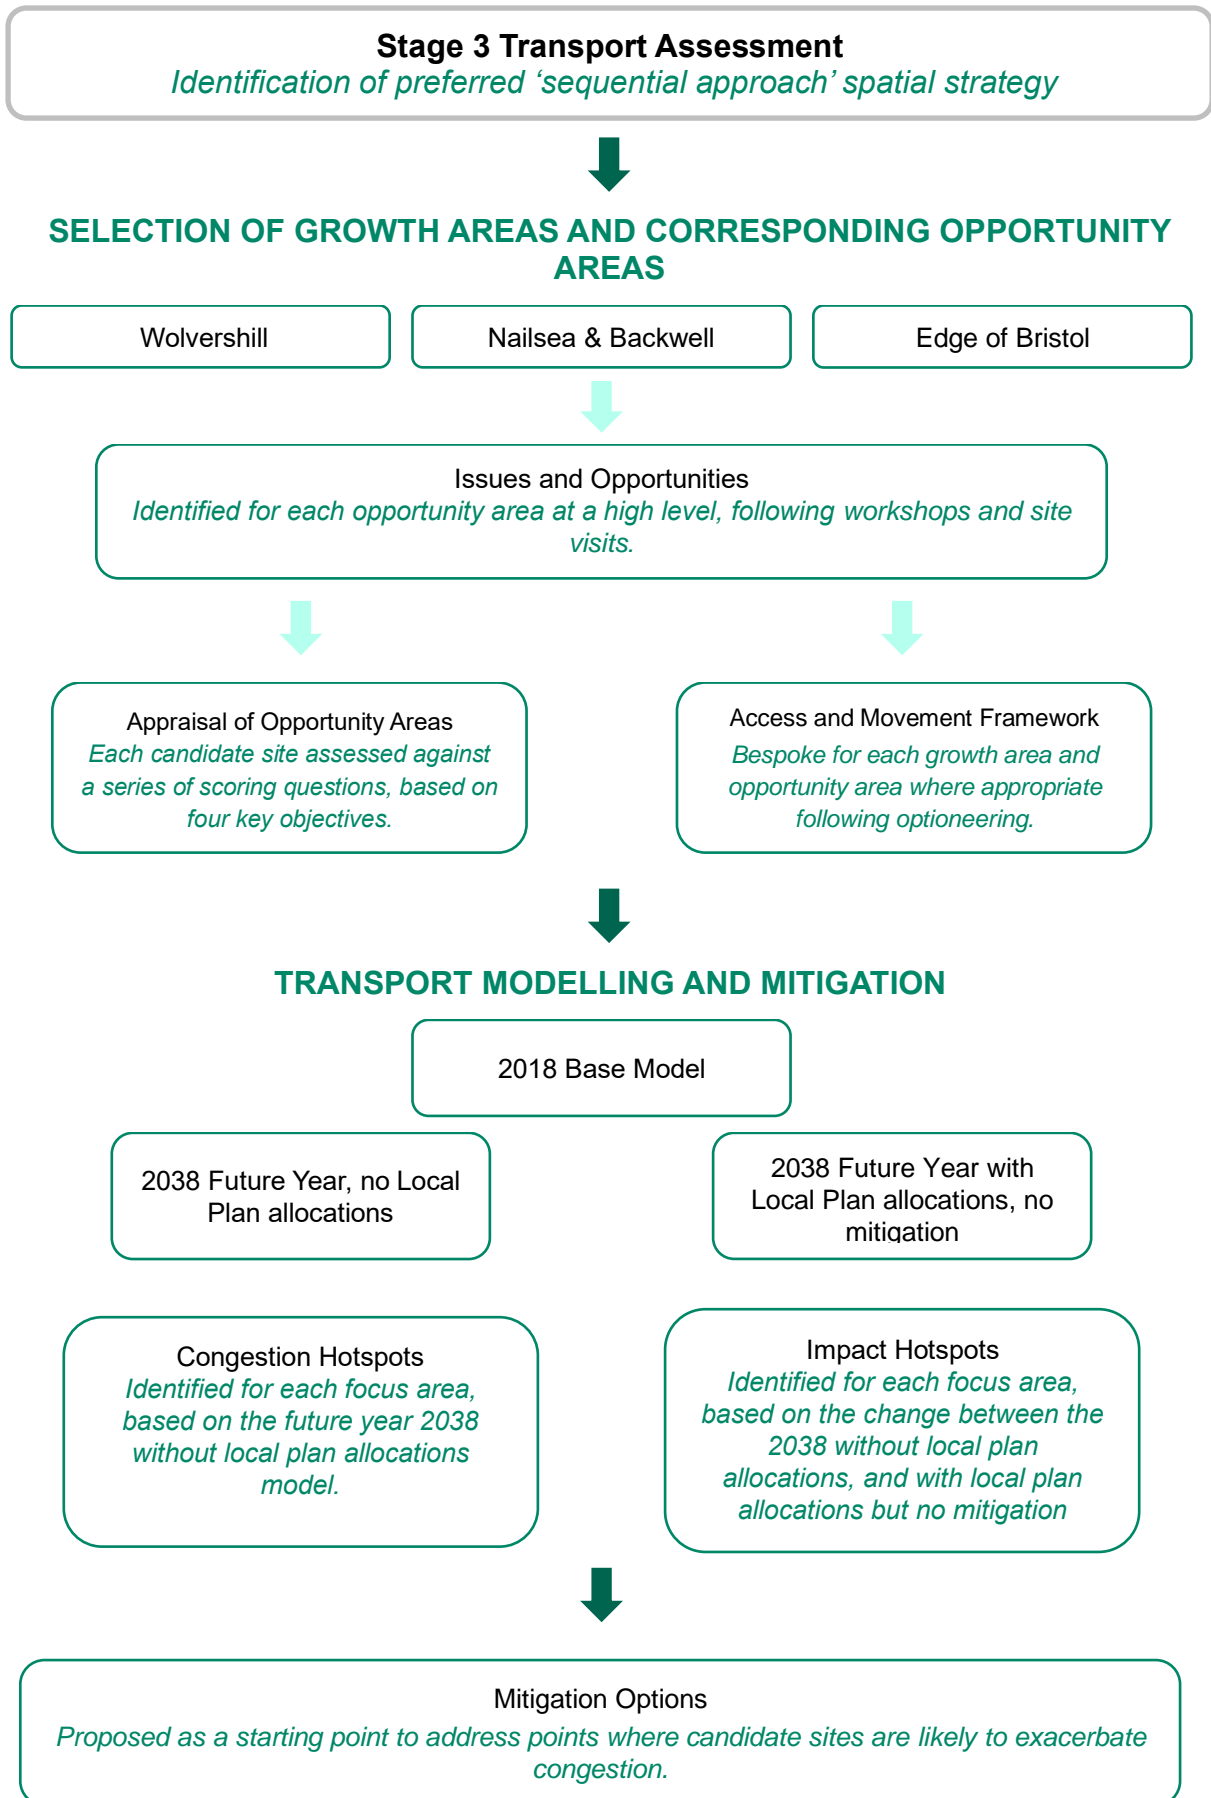 Stage 3 Transport Assessment
Identification of preferred ‘sequential approach’ spatial strategy
SELECTION OF GROWTH AREAS AND CORRESPONDING OPPORTUNITY
AREAS
Wolvershill
Nailsea & Backwell
Edge of Bristol
Issues and Opportunities
Identified for each opportunity area at a high level, following workshops and site
visits.
Appraisal of Opportunity Areas
Each candidate site assessed against
a series of scoring questions, based on
four key objectives.
Access and Movement Framework
Bespoke for each growth area and
opportunity area where appropriate
following optioneering.
TRANSPORT MODELLING AND MITIGATION
2018 Base Model
2038 Future Year, no Local
Plan allocations
2038 Future Year with
Local Plan allocations, no
mitigation
Congestion Hotspots
Identified for each focus area,
based on the future year 2038
without local plan allocations
model.
Impact Hotspots
Identified for each focus area,
based on the change between the
2038 without local plan
allocations, and with local plan
allocations but no mitigation
Mitigation Options
Proposed as a starting point to address points where candidate sites are likely to exacerbate
congestion.